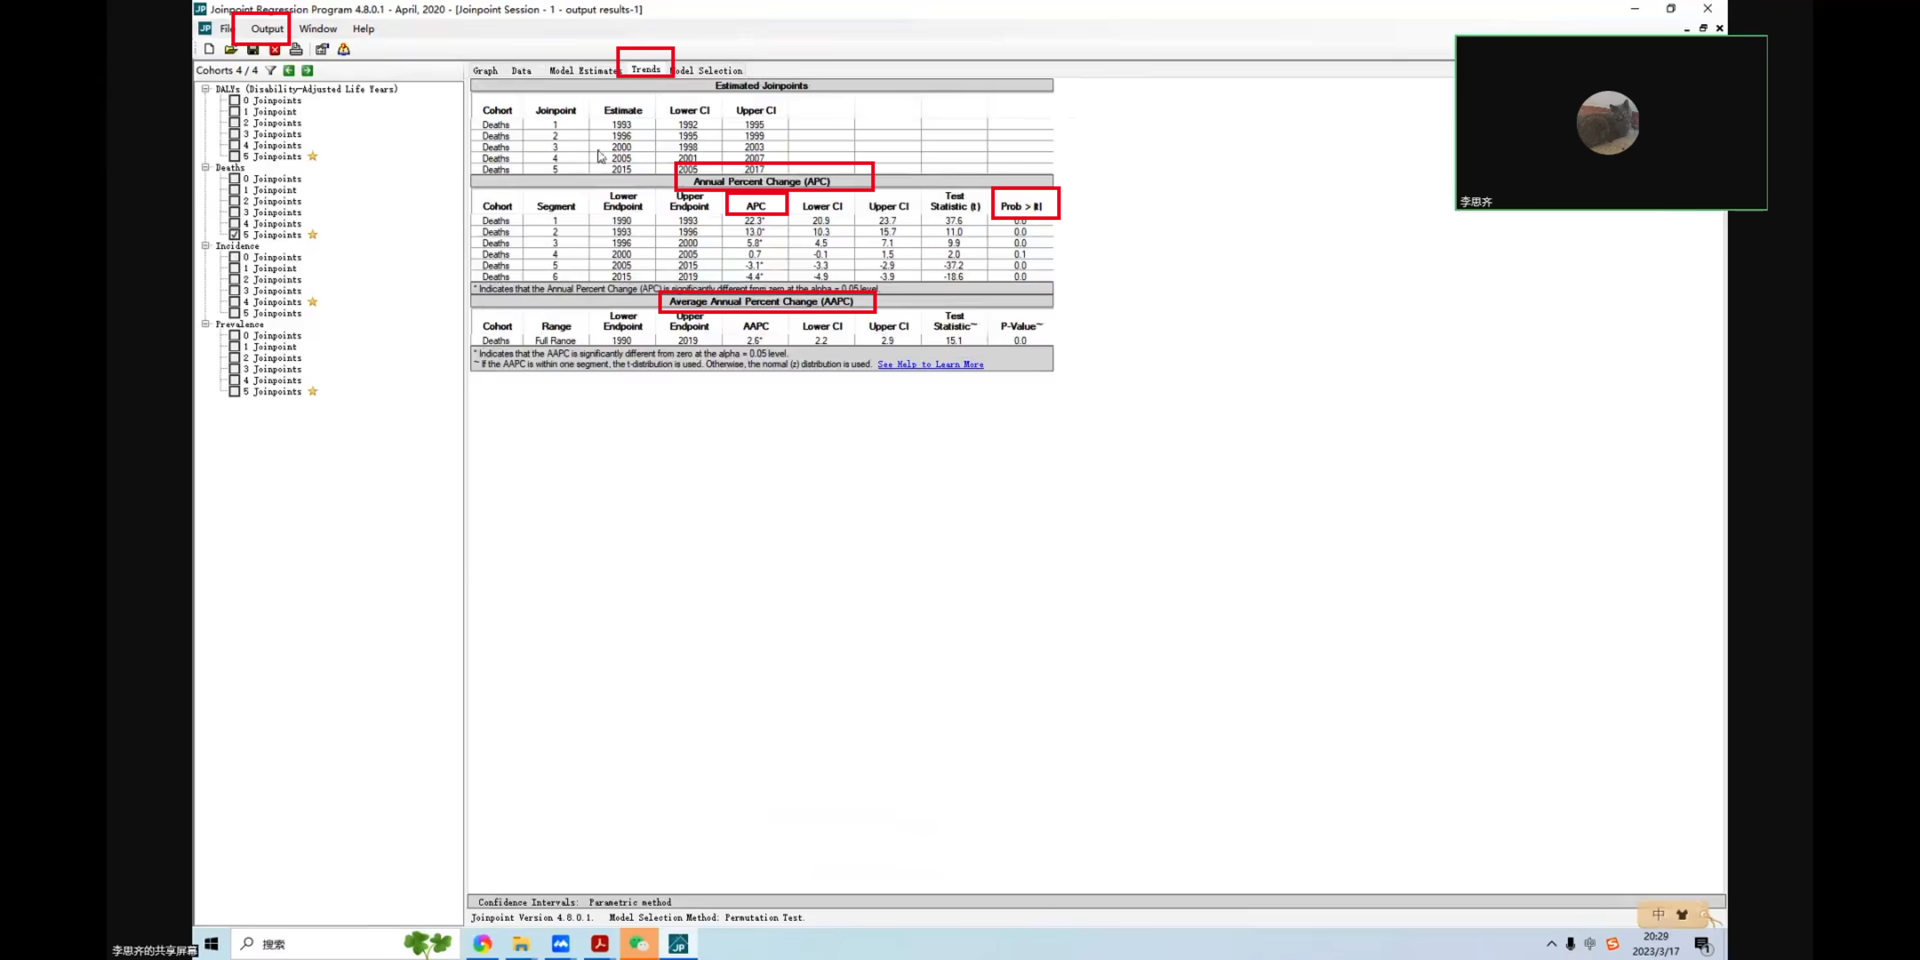 Joinpoint Regression Program 4.8.0.1 - April, 2020 - [Joinpoint Session - 1 - output results-1]
File Output Window Help
Cohorts 4 / 4
DALYs (Disability-Adjusted Life Years)
0 Joinpoints
1 Joinpoint
2 Joinpoints
3 Joinpoints
4 Joinpoints
5 Joinpoints
Deaths
0 Joinpoints
1 Joinpoint
2 Joinpoints
3 Joinpoints
4 Joinpoints
5 Joinpoints
Incidence
0 Joinpoints
1 Joinpoint
2 Joinpoints
3 Joinpoints
4 Joinpoints
5 Joinpoints
Prevalence
0 Joinpoints
1 Joinpoint
2 Joinpoints
3 Joinpoints
4 Joinpoints
5 Joinpoints
Graph Data Model Estimates Trends Model Selection
Estimated Joinpoints
Cohort Joinpoint Estimate Lower CI Upper CI
Deaths 1 1993 1992 1995
Deaths 2 1996 1995 1999
Deaths 3 2000 1998 2003
Deaths 4 2005 2001 2007
Deaths 5 2015 2005 2017
Annual Percent Change (APC)
Cohort Segment Lower Endpoint Upper Endpoint APC Lower CI Upper CI Test Statistic (t) Prob > |t|
Deaths 1 1990 1993 22.3* 20.9 23.7 37.6 0.0
Deaths 2 1993 1996 13.0* 10.3 15.7 11.0 0.0
Deaths 3 1996 2000 5.8* 4.5 7.1 9.9 0.0
Deaths 4 2000 2005 0.7 -0.1 1.5 2.0 0.1
Deaths 5 2005 2015 -3.1* -3.3 -2.9 -37.2 0.0
Deaths 6 2015 2019 -4.4* -4.9 -3.9 -18.6 0.0
* Indicates that the Annual Percent Change (APC) is significantly different from zero at the alpha = 0.05 level.
Average Annual Percent Change (AAPC)
Cohort Range Lower Endpoint Upper Endpoint AAPC Lower CI Upper CI Test Statistic~ P-Value~
Deaths Full Range 1990 2019 2.6* 2.2 2.9 15.1 0.0
* Indicates that the AAPC is significantly different from zero at the alpha = 0.05 level.
~ If the AAPC is within one segment, the t-distribution is used. Otherwise, the normal (z) distribution is used. See Help to Learn More
李思齐
Confidence Intervals: Parametric method
Joinpoint Version 4.8.0.1. Model Selection Method: Permutation Test.
中
李思齐的共享屏幕
搜索
中
20:29
2023/3/17